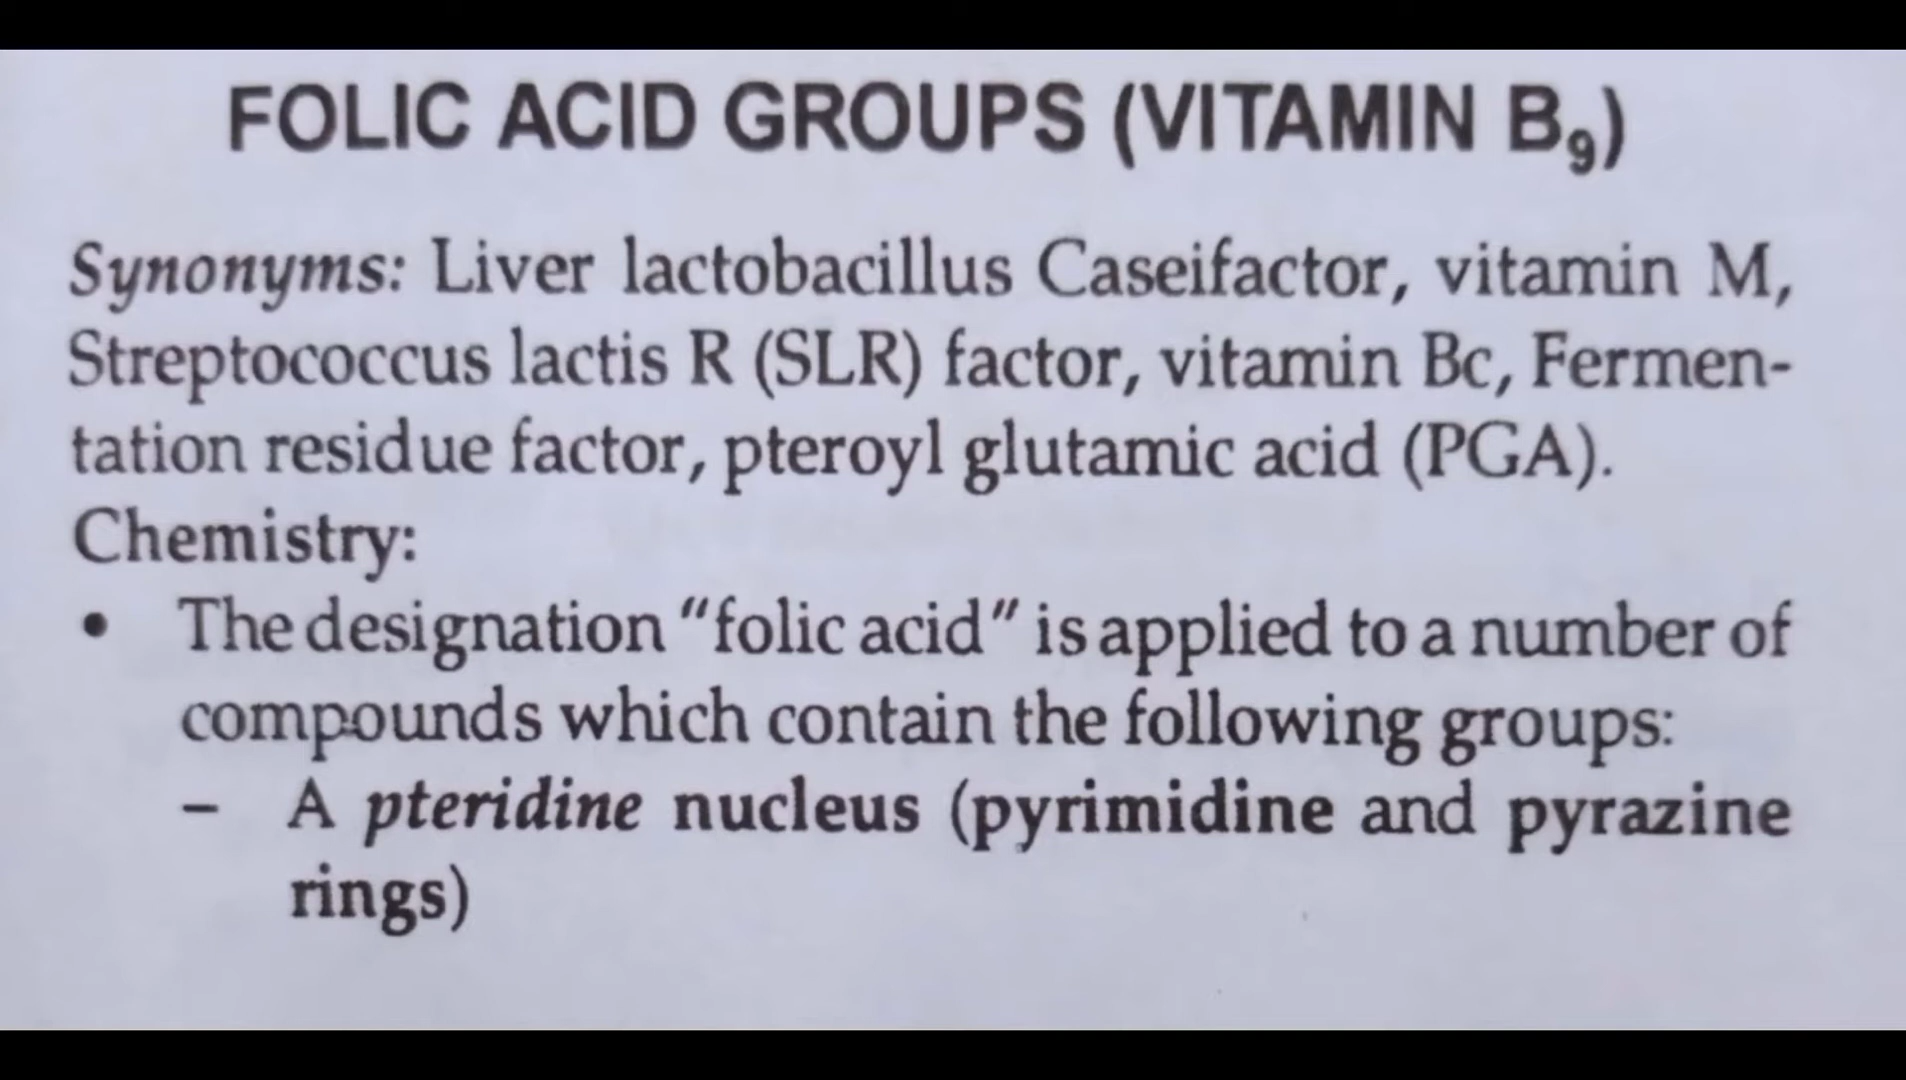 FOLIC ACID GROUPS (VITAMIN B₉)
Synonyms: Liver lactobacillus Caseifactor, vitamin M,
Streptococcus lactis R (SLR) factor, vitamin Bc, Fermen-
tation residue factor, pteroyl glutamic acid (PGA).
Chemistry:
• The designation "folic acid" is applied to a number of
compounds which contain the following groups:
– A pteridine nucleus (pyrimidine and pyrazine
rings)